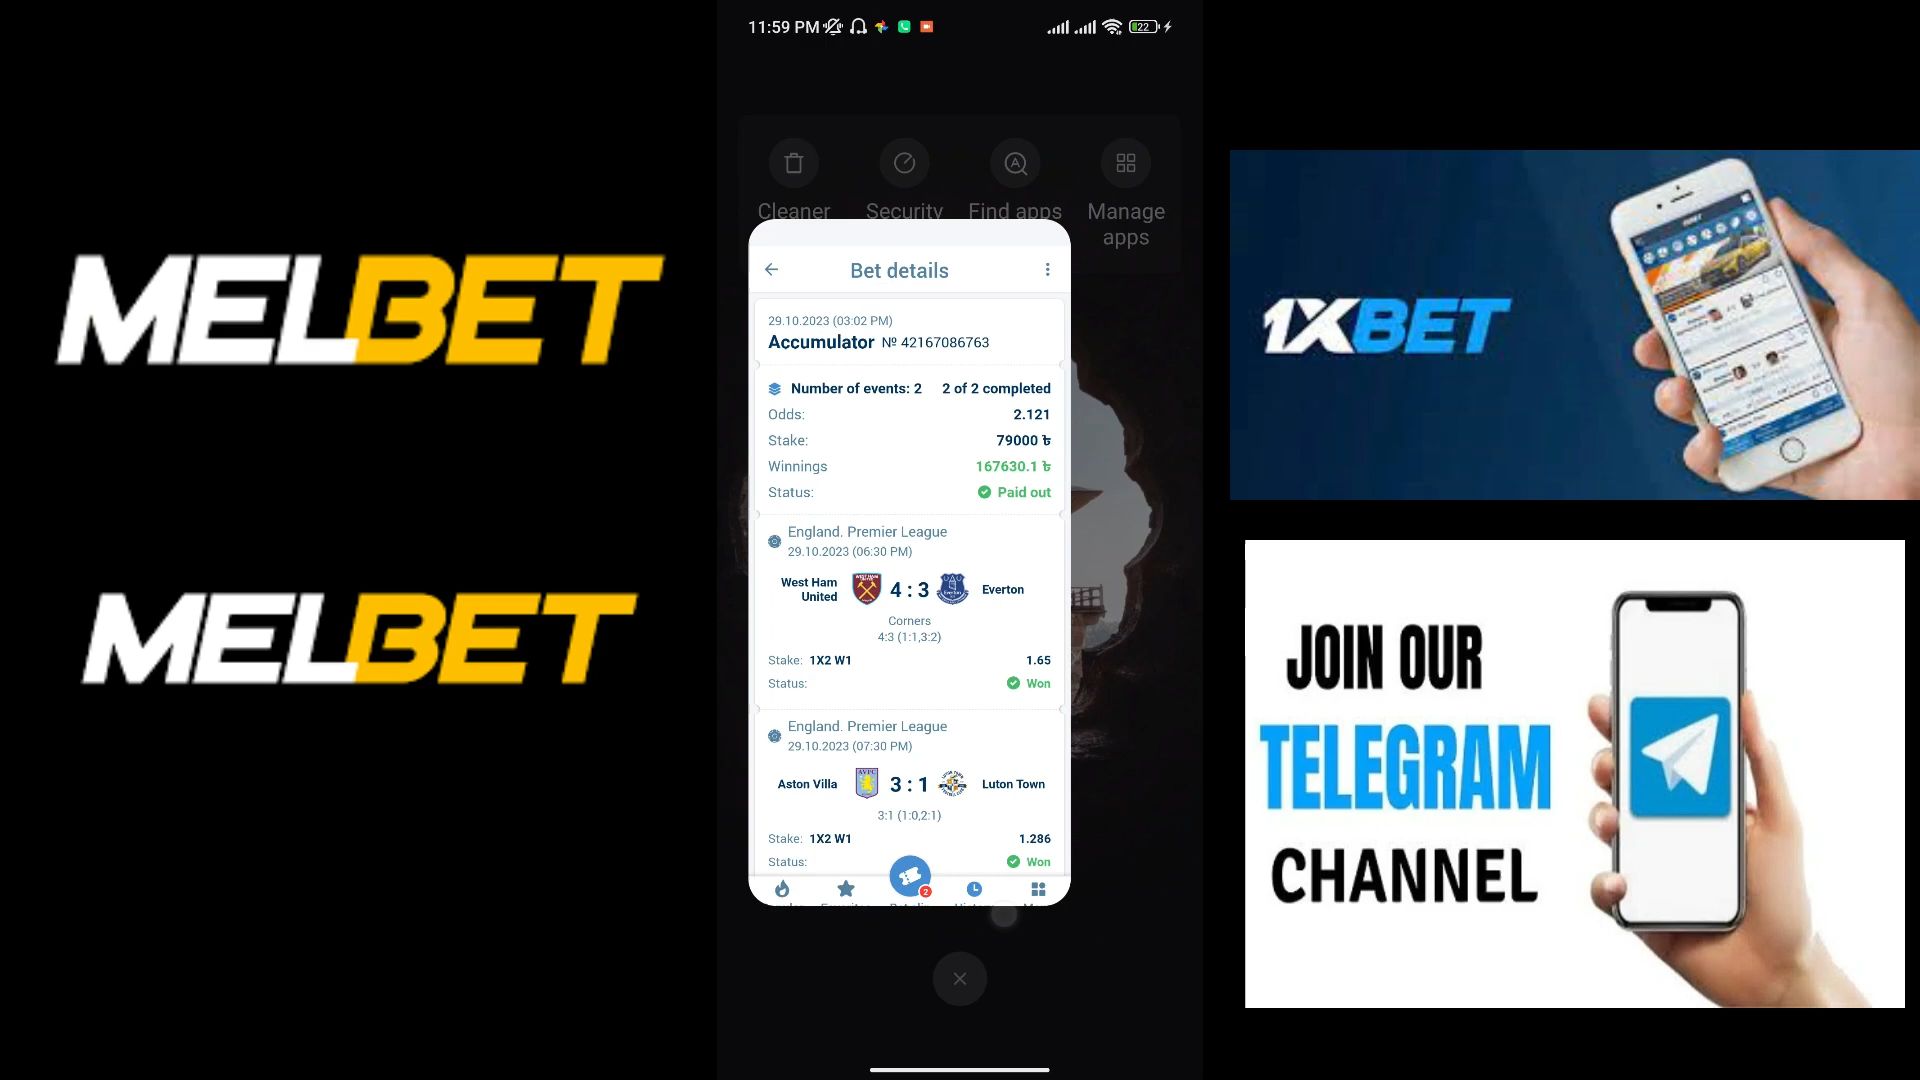 MELBET
MELBET
11:59 PM
22
Cleaner
Security
Find apps
Manage
apps
Bet details
29.10.2023 (03:02 PM)
Accumulator № 42167086763
Number of events: 2 2 of 2 completed
Odds: 2.121
Stake: 79000 ৳
Winnings 167630.1 ৳
Status: Paid out
England. Premier League
29.10.2023 (06:30 PM)
West Ham
United
4 : 3
Everton
Corners
4:3 (1:1,3:2)
Stake: 1X2 W1 1.65
Status: Won
England. Premier League
29.10.2023 (07:30 PM)
Aston Villa
3 : 1
Luton Town
3:1 (1:0,2:1)
Stake: 1X2 W1 1.286
Status: Won
2
1XBET
JOIN OUR
TELEGRAM
CHANNEL